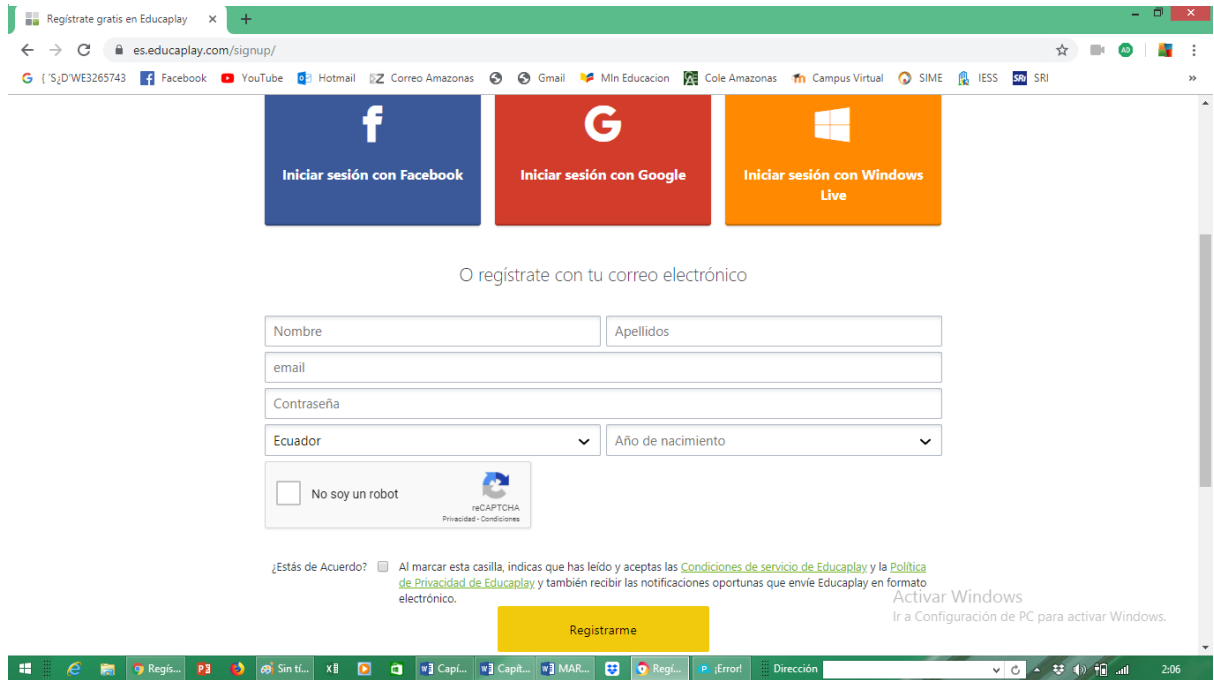 Regístrate gratis en Educaplay
es.educaplay.com/signup/
{ 'S¿D'WE3265743 Facebook YouTube Hotmail Correo Amazonas Gmail MIn Educacion Cole Amazonas Campus Virtual SIME IESS SRi SRI »
Iniciar sesión con Facebook
Iniciar sesión con Google
Iniciar sesión con Windows
Live
O regístrate con tu correo electrónico
Nombre
Apellidos
email
Contraseña
Ecuador
Año de nacimiento
No soy un robot
reCAPTCHA
Privacidad - Condiciones
¿Estás de Acuerdo? Al marcar esta casilla, indicas que has leído y aceptas las Condiciones de servicio de Educaplay y la Política
de Privacidad de Educaplay y también recibir las notificaciones oportunas que envíe Educaplay en formato
electrónico.
Registrarme
Activar Windows
Ir a Configuración de PC para activar Windows.
Regís... Sin tí... Capí... Capít... MAR... Regí... ¡Error! Dirección 2:06